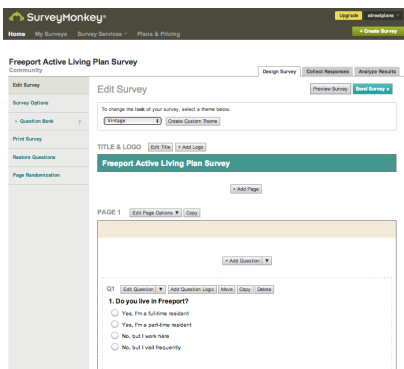 SurveyMonkey®
Upgrade streetplans
Home My Surveys Survey Services Plans & Pricing + Create Survey
Freeport Active Living Plan Survey
Community
Design Survey Collect Responses Analyze Results
Edit Survey
Survey Options
Question Bank
Print Survey
Restore Questions
Page Randomization
Edit Survey Preview Survey Send Survey »
To change the look of your survey, select a theme below.
Vintage Create Custom Theme
TITLE & LOGO Edit Title + Add Logo
Freeport Active Living Plan Survey
+ Add Page
PAGE 1 Edit Page Options ▼ Copy
+ Add Question ▼
Q1 Edit Question ▼ Add Question Logic Move Copy Delete
1. Do you live in Freeport?
Yes, I'm a full-time resident
Yes, I'm a part-time resident
No, but I work here
No, but I visit frequently